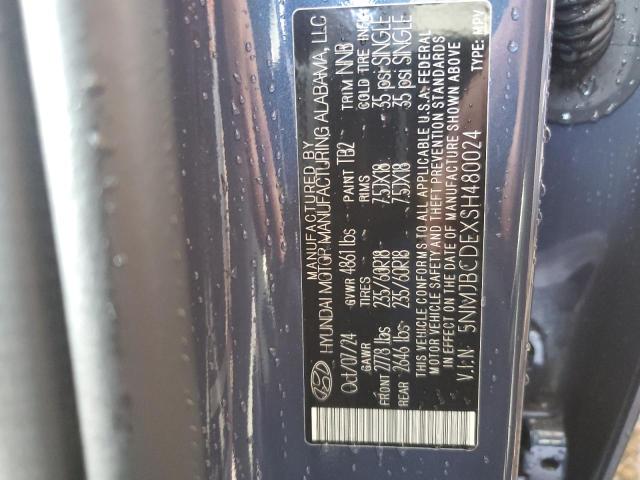 MANUFACTURED BY
HYUNDAI MOTOR MANUFACTURING ALABAMA, LLC
Oct/07/24 GVWR 4861 lbs PAINT TB2 TRIM NNB
GAWR TIRES RIMS COLD TIRE
FRONT 2778 lbs 235/60R18 7.5JX18 35 psi SINGLE
REAR 2646 lbs 235/60R18 7.5JX18 35 psi SINGLE
THIS VEHICLE CONFORMS TO ALL APPLICABLE U.S.A. FEDERAL
MOTOR VEHICLE SAFETY AND THEFT PREVENTION STANDARDS
IN EFFECT ON THE DATE OF MANUFACTURE SHOWN ABOVE
V.I.N: 5NMJBCDEXSH480024 TYPE: MPV